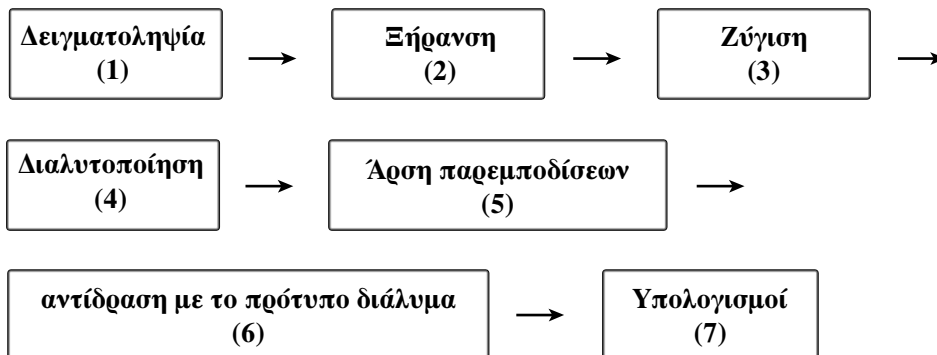 Δειγματοληψία
(1)
Ξήρανση
(2)
Ζύγιση
(3)
Διαλυτοποίηση
(4)
Άρση παρεμποδίσεων
(5)
αντίδραση με το πρότυπο διάλυμα
(6)
Υπολογισμοί
(7)